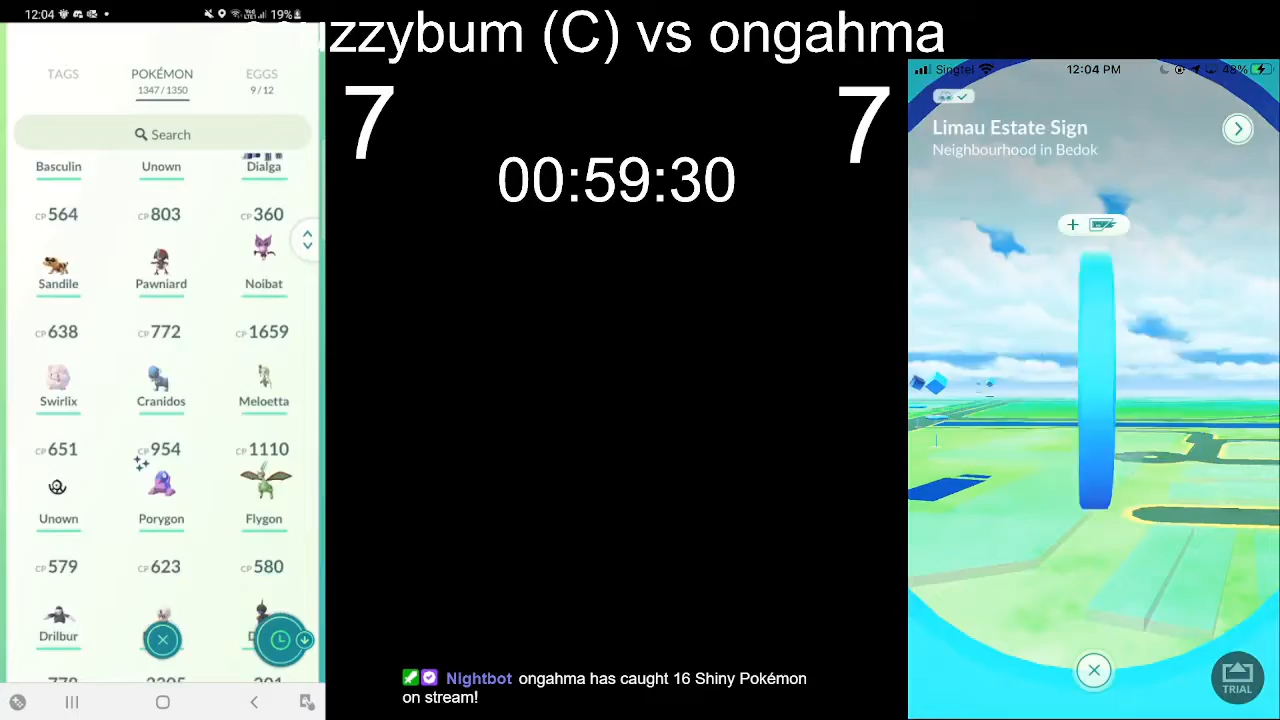 12:04
19%
zzybum (C) vs ongahma
7
7
00:59:30
TAGS
POKÉMON
EGGS
1347 / 1350
9 / 12
Search
Basculin
Unown
Dialga
CP564
CP803
CP360
Sandile
Pawniard
Noibat
CP638
CP772
CP1659
Swirlix
Cranidos
Meloetta
CP651
CP954
CP1110
Unown
Porygon
Flygon
CP579
CP623
CP580
Drilbur
Nightbot ongahma has caught 16 Shiny Pokémon
on stream!
Singtel
12:04 PM
48%
Limau Estate Sign
Neighbourhood in Bedok
TRIAL